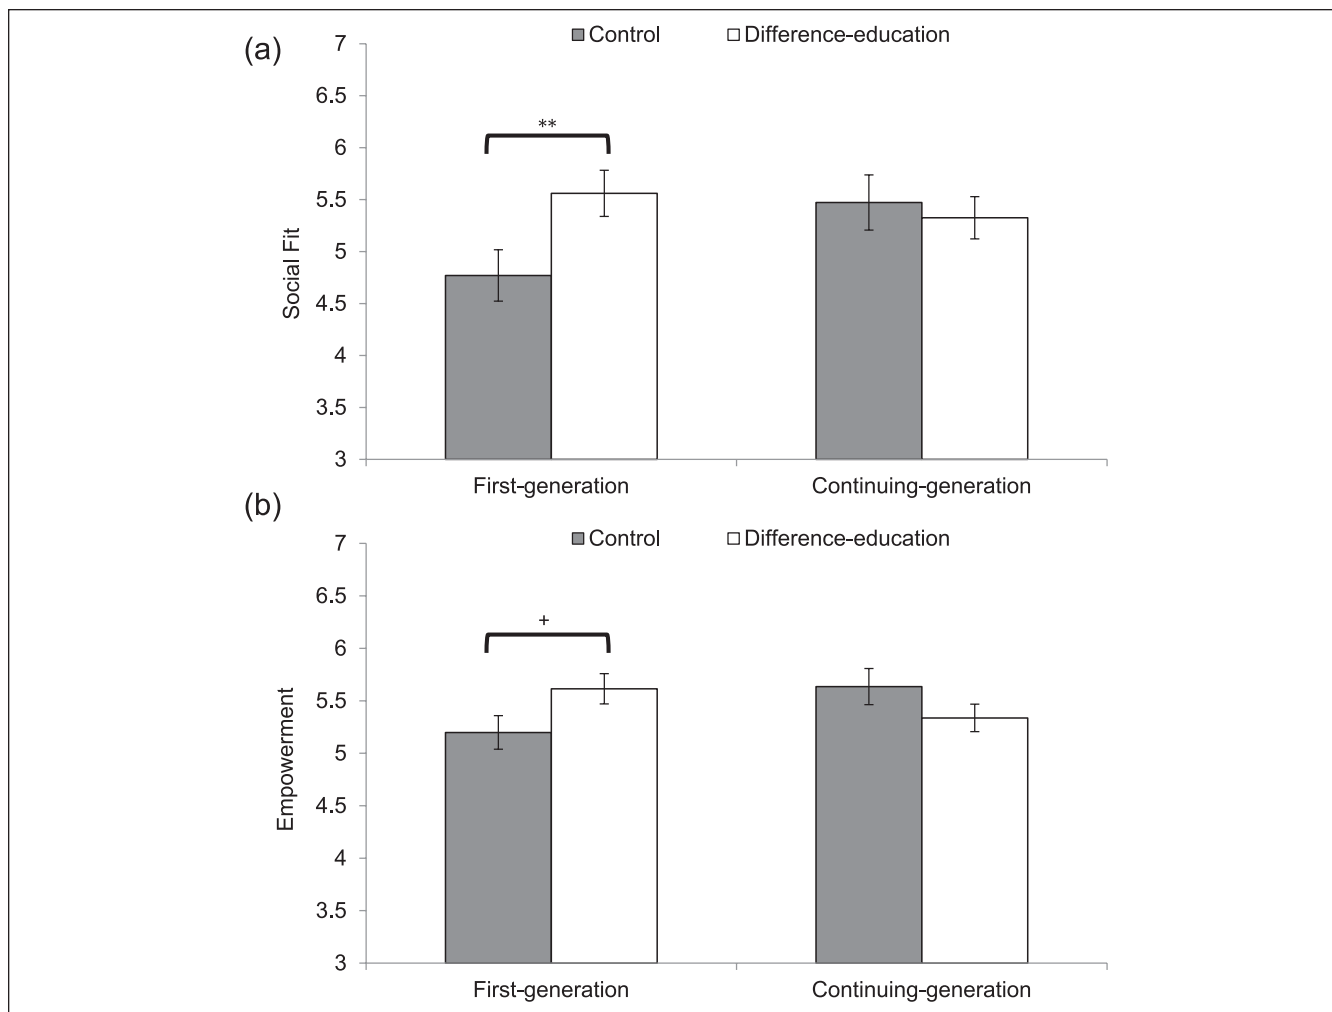 (a)
Control
Difference-education
7
6.5
6
5.5
5
4.5
4
3.5
3
**
Social Fit
First-generation
Continuing-generation
(b)
Control
Difference-education
7
6.5
6
5.5
5
4.5
4
3.5
3
+
Empowerment
First-generation
Continuing-generation